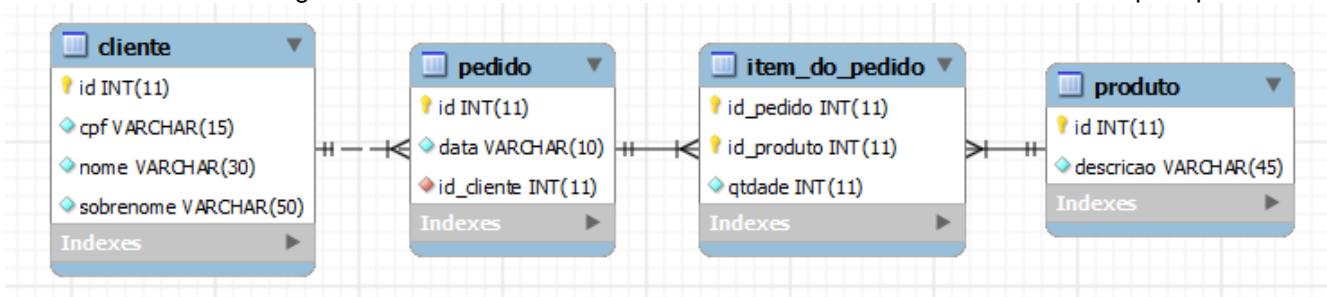 cliente
id INT(11)
cpf VARCHAR(15)
nome VARCHAR(30)
sobrenome VARCHAR(50)
Indexes
pedido
id INT(11)
data VARCHAR(10)
id_cliente INT(11)
Indexes
item_do_pedido
id_pedido INT(11)
id_produto INT(11)
qtdade INT(11)
Indexes
produto
id INT(11)
descricao VARCHAR(45)
Indexes